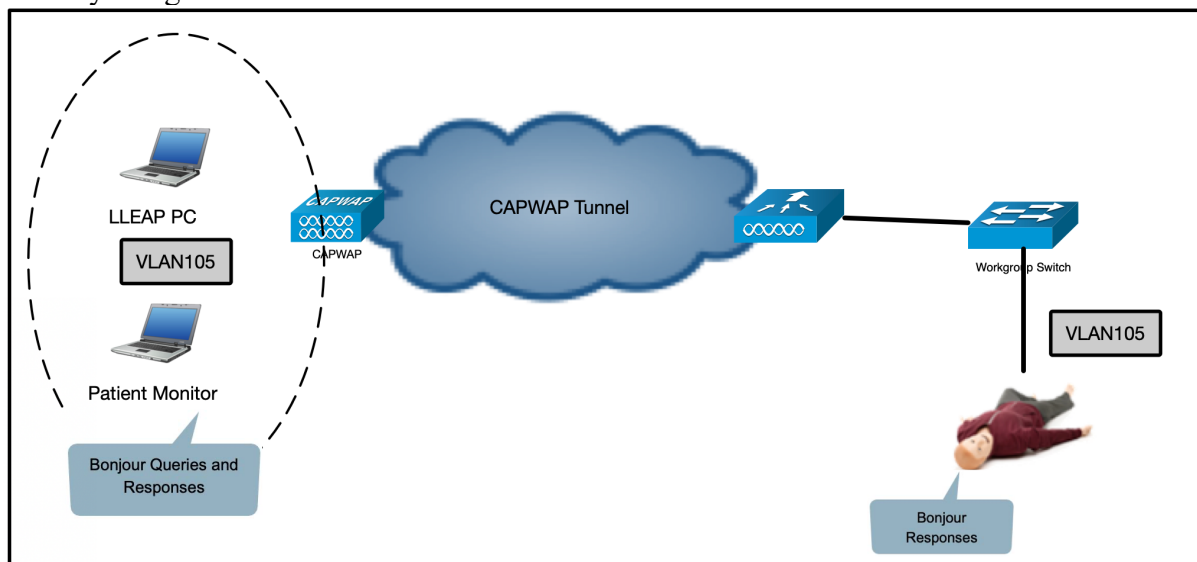 LLEAP PC
VLAN105
Patient Monitor
Bonjour Queries and
Responses
CAPWAP
CAPWAP
CAPWAP Tunnel
Workgroup Switch
VLAN105
Bonjour
Responses